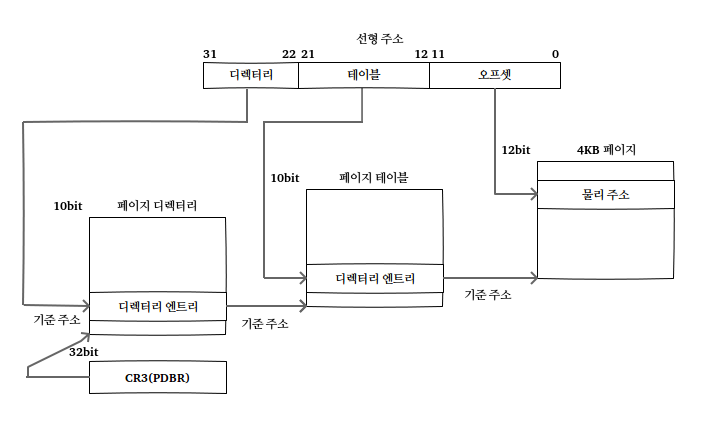 선형 주소
31 22 21 12 11 0
디렉터리 테이블 오프셋
12bit 4KB 페이지
10bit 페이지 테이블
물리 주소
10bit 페이지 디렉터리
디렉터리 엔트리
기준 주소
디렉터리 엔트리
기준 주소
기준 주소
32bit
CR3(PDBR)